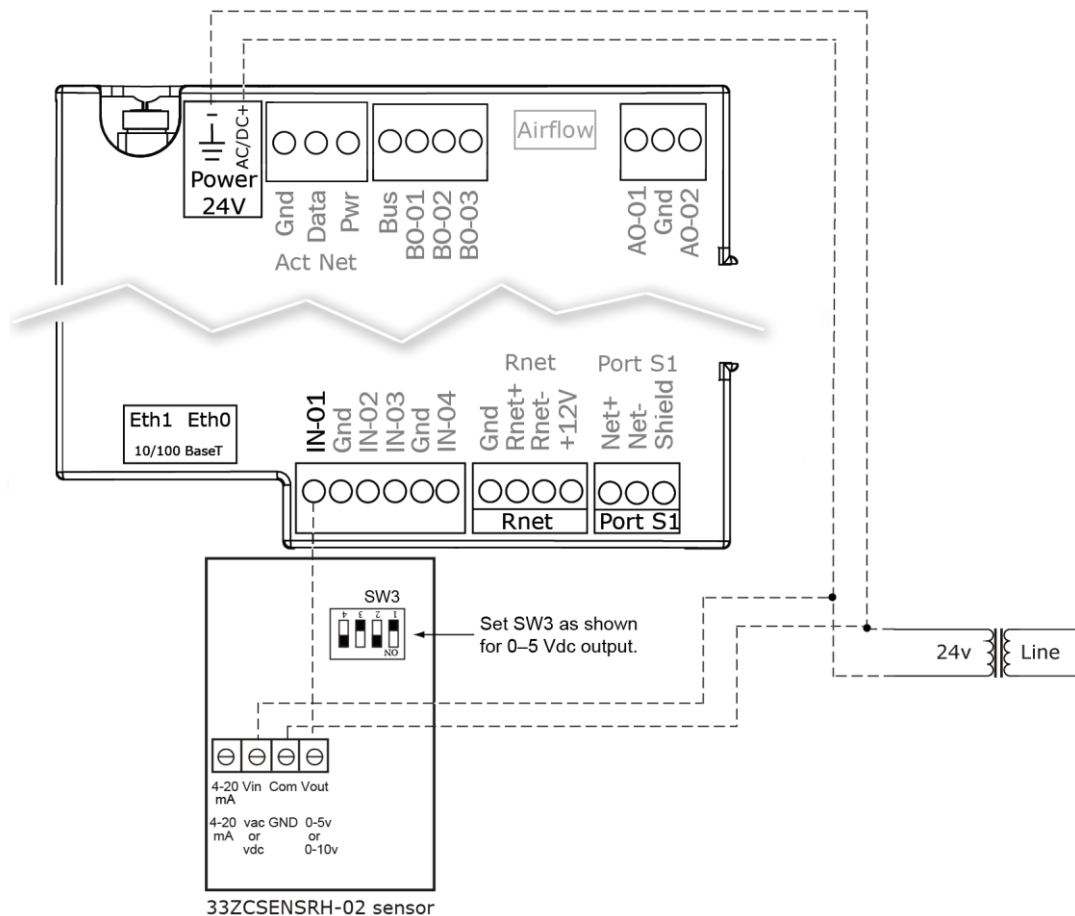 AC/DC+
Power
24V
Airflow
Gnd
Data
Pwr
Act Net
Bus
BO-01
BO-02
BO-03
AO-01
Gnd
AO-02
Eth1 Eth0
10/100 BaseT
IN-01
Gnd
IN-02
IN-03
Gnd
IN-04
Rnet
Gnd
Rnet+
Rnet-
+12V
Rnet
Port S1
Net+
Net-
Shield
Port S1
SW3
4 3 2 1
ON
Set SW3 as shown
for 0–5 Vdc output.
24v
Line
4-20 Vin Com Vout
mA
4-20 vac GND 0-5v
mA or or
vdc 0-10v
33ZCSENSRH-02 sensor